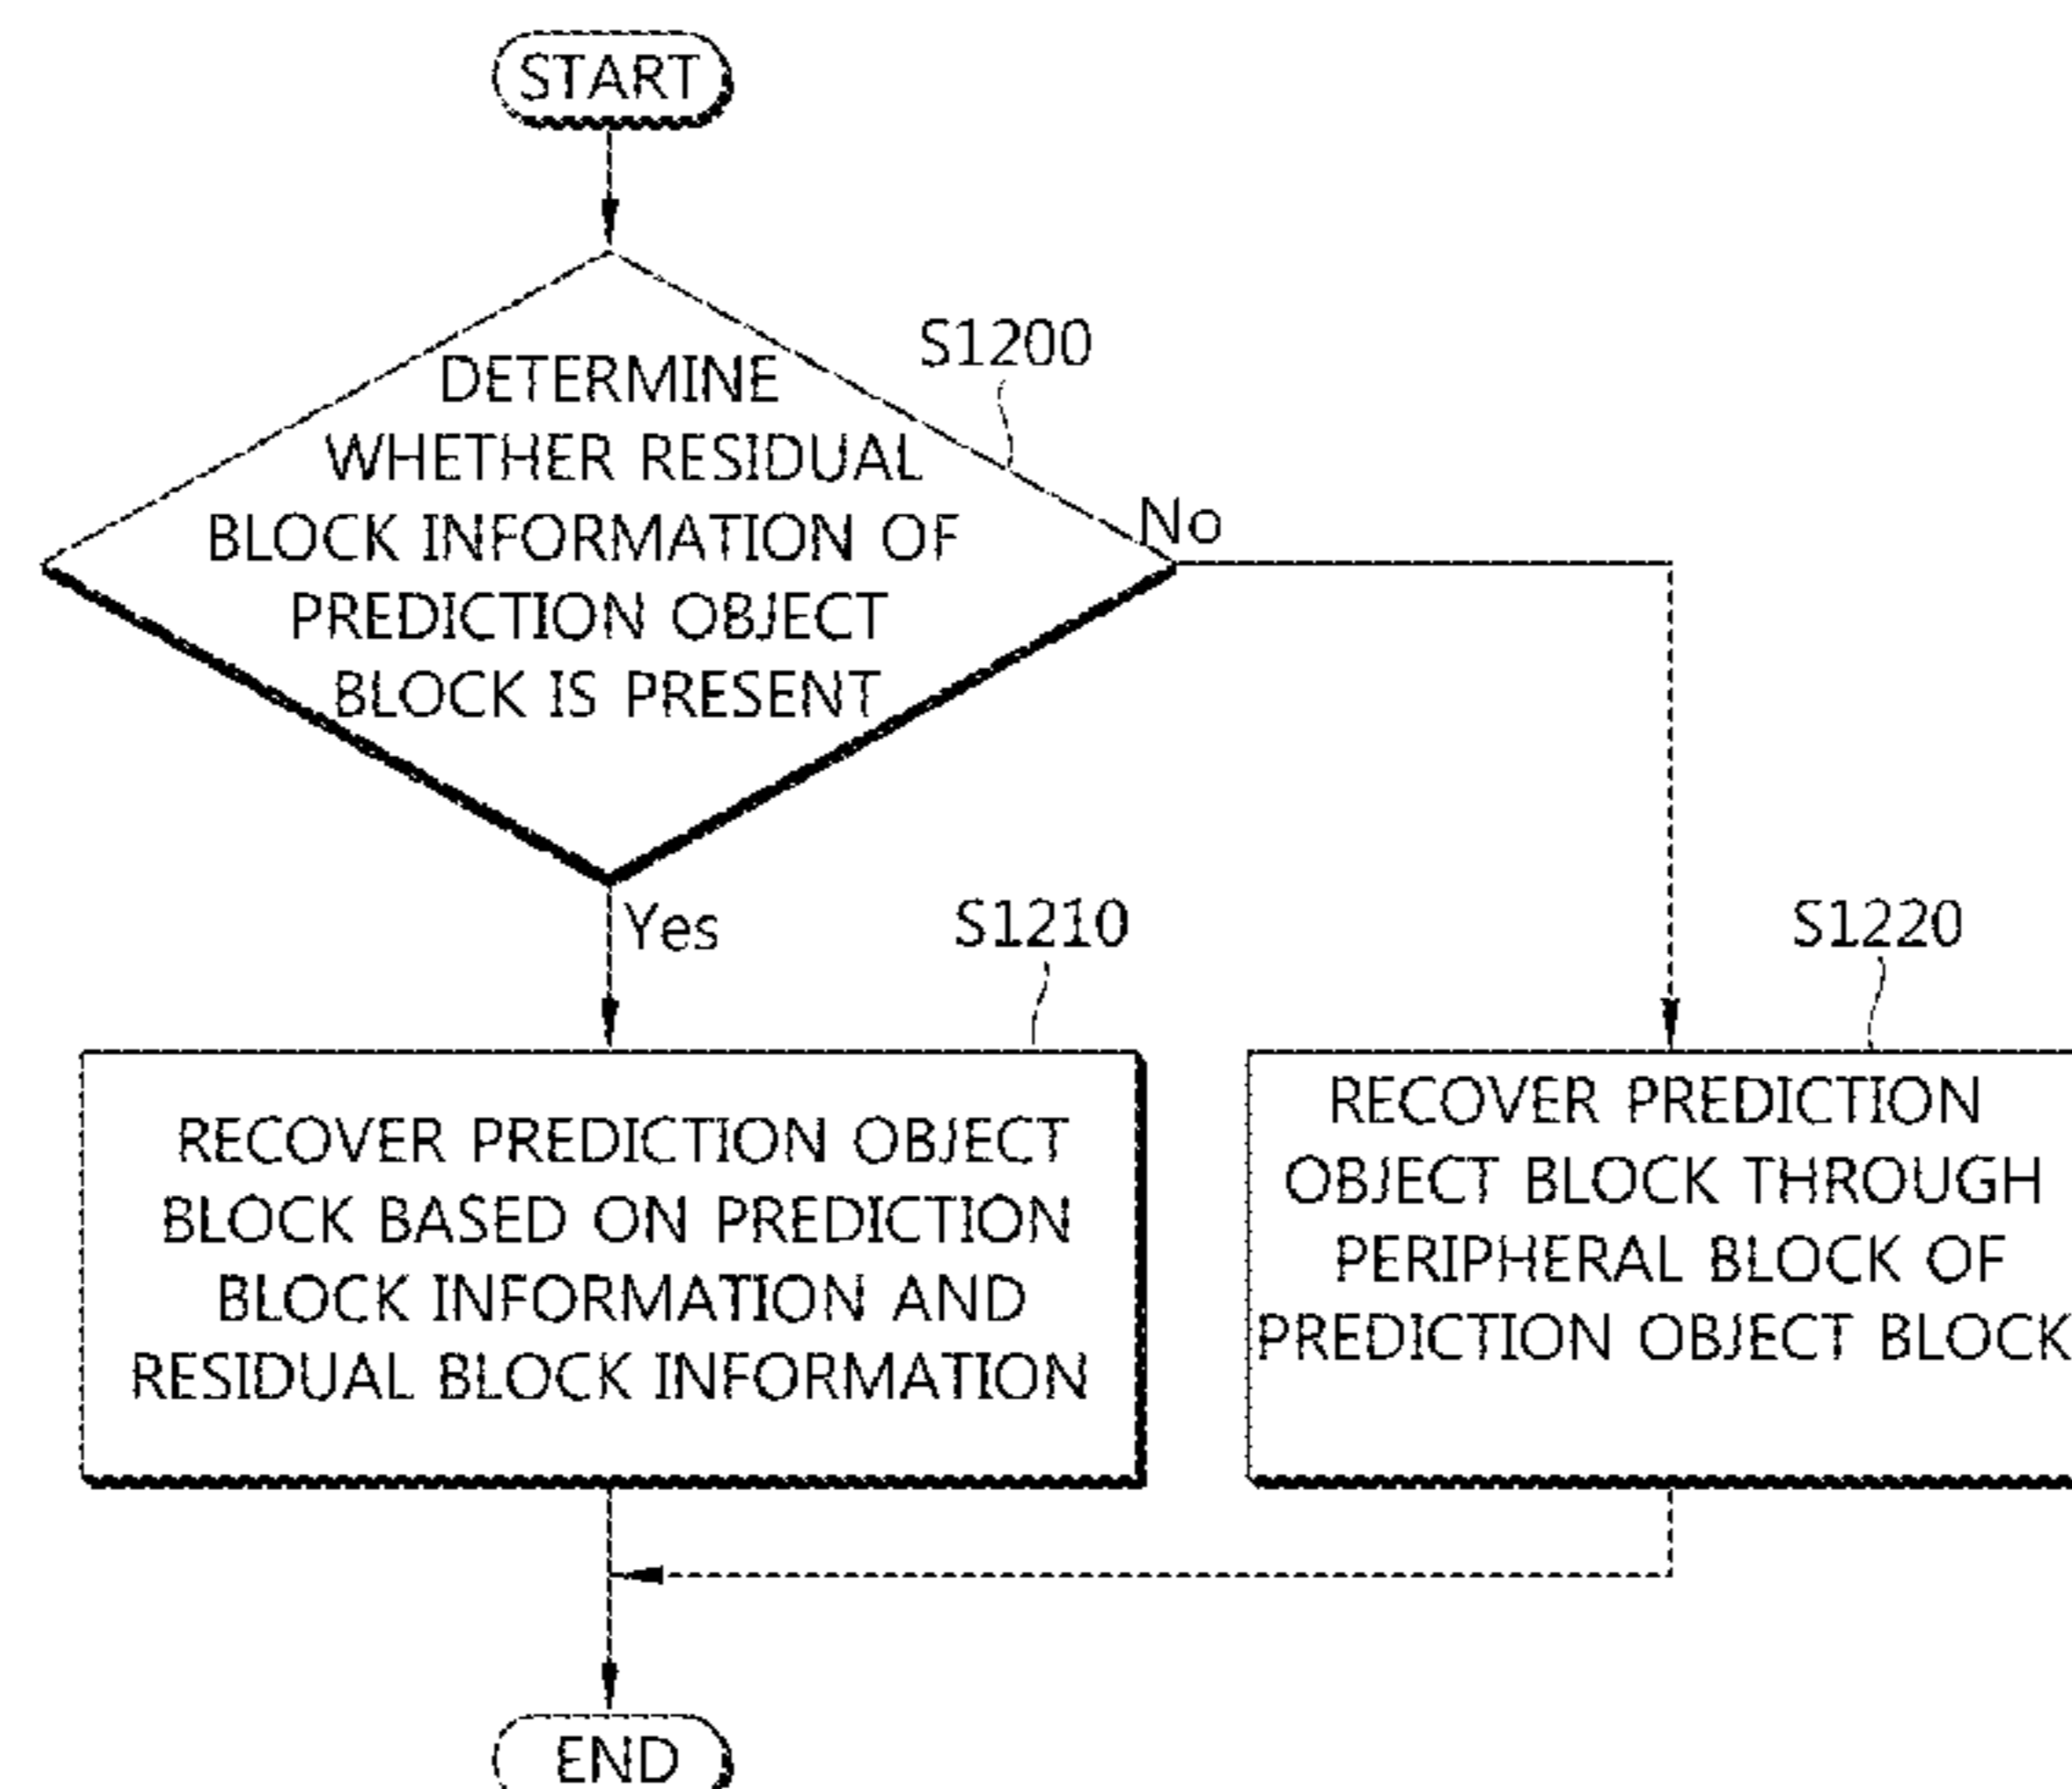 START
S1200
DETERMINE
WHETHER RESIDUAL
BLOCK INFORMATION OF
PREDICTION OBJECT
BLOCK IS PRESENT
No
Yes
S1210
S1220
RECOVER PREDICTION OBJECT
BLOCK BASED ON PREDICTION
BLOCK INFORMATION AND
RESIDUAL BLOCK INFORMATION
RECOVER PREDICTION
OBJECT BLOCK THROUGH
PERIPHERAL BLOCK OF
PREDICTION OBJECT BLOCK
END